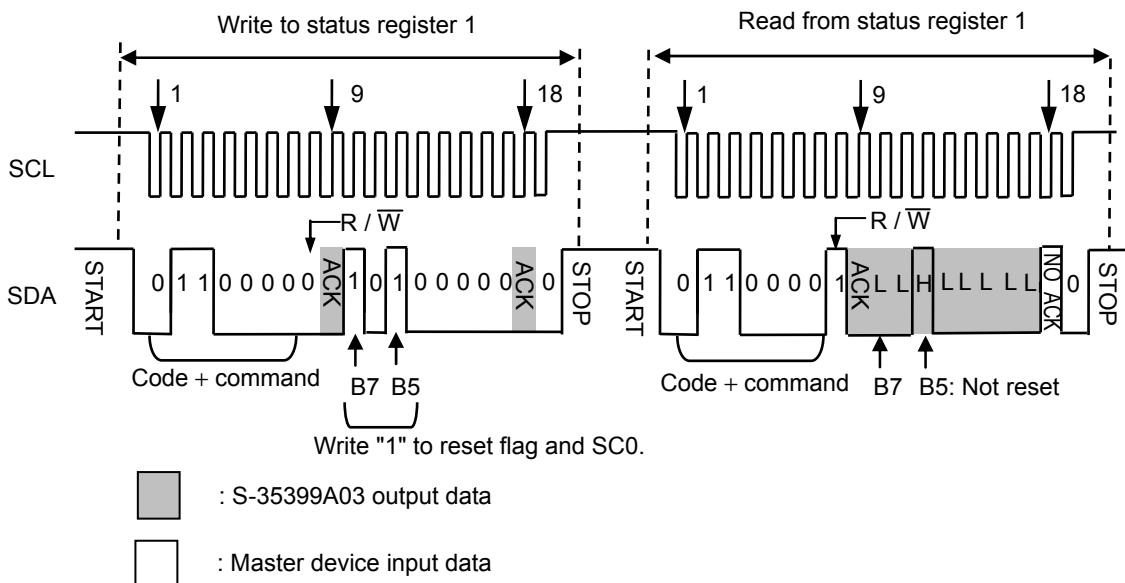 Write to status register 1
Read from status register 1
1 9 18 1 9 18
SCL
R / W R / W
SDA
START 0 1 1 0 0 0 0 0 ACK 1 0 1 0 0 0 0 0 ACK 0 STOP START 0 1 1 0 0 0 0 1 ACK L L H L L L L L NO ACK 0 STOP
Code + command B7 B5 Code + command B7 B5: Not reset
Write "1" to reset flag and SC0.
: S-35399A03 output data
: Master device input data